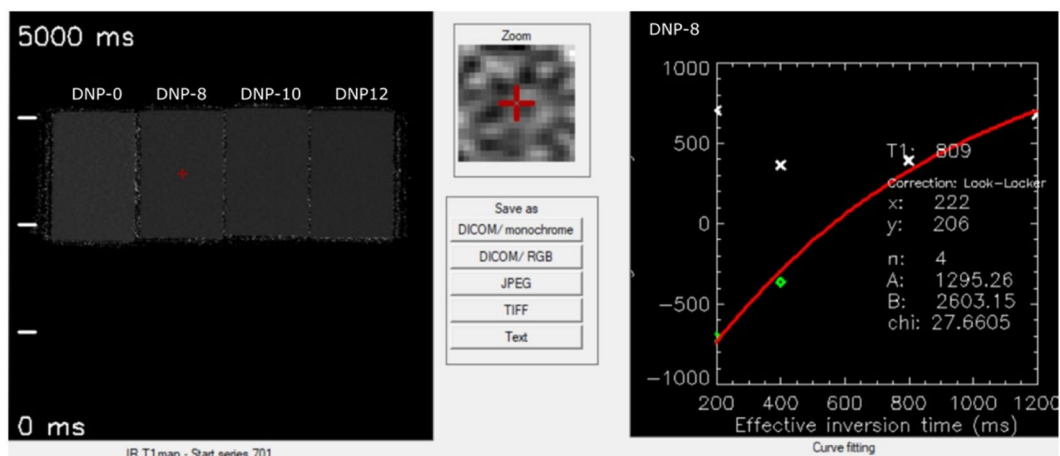 5000 ms
DNP-0 DNP-8 DNP-10 DNP12
0 ms
IR T1map - Start series 701
Zoom
Save as
DICOM/ monochrome
DICOM/ RGB
JPEG
TIFF
Text
DNP-8
1000
500
0
-500
-1000
T1: 809
Correction: Look-Locker
x: 222
y: 206
n: 4
A: 1295.26
B: 2603.15
chi: 27.6605
200 400 600 800 1000 1200
Effective inversion time (ms)
Curve fitting